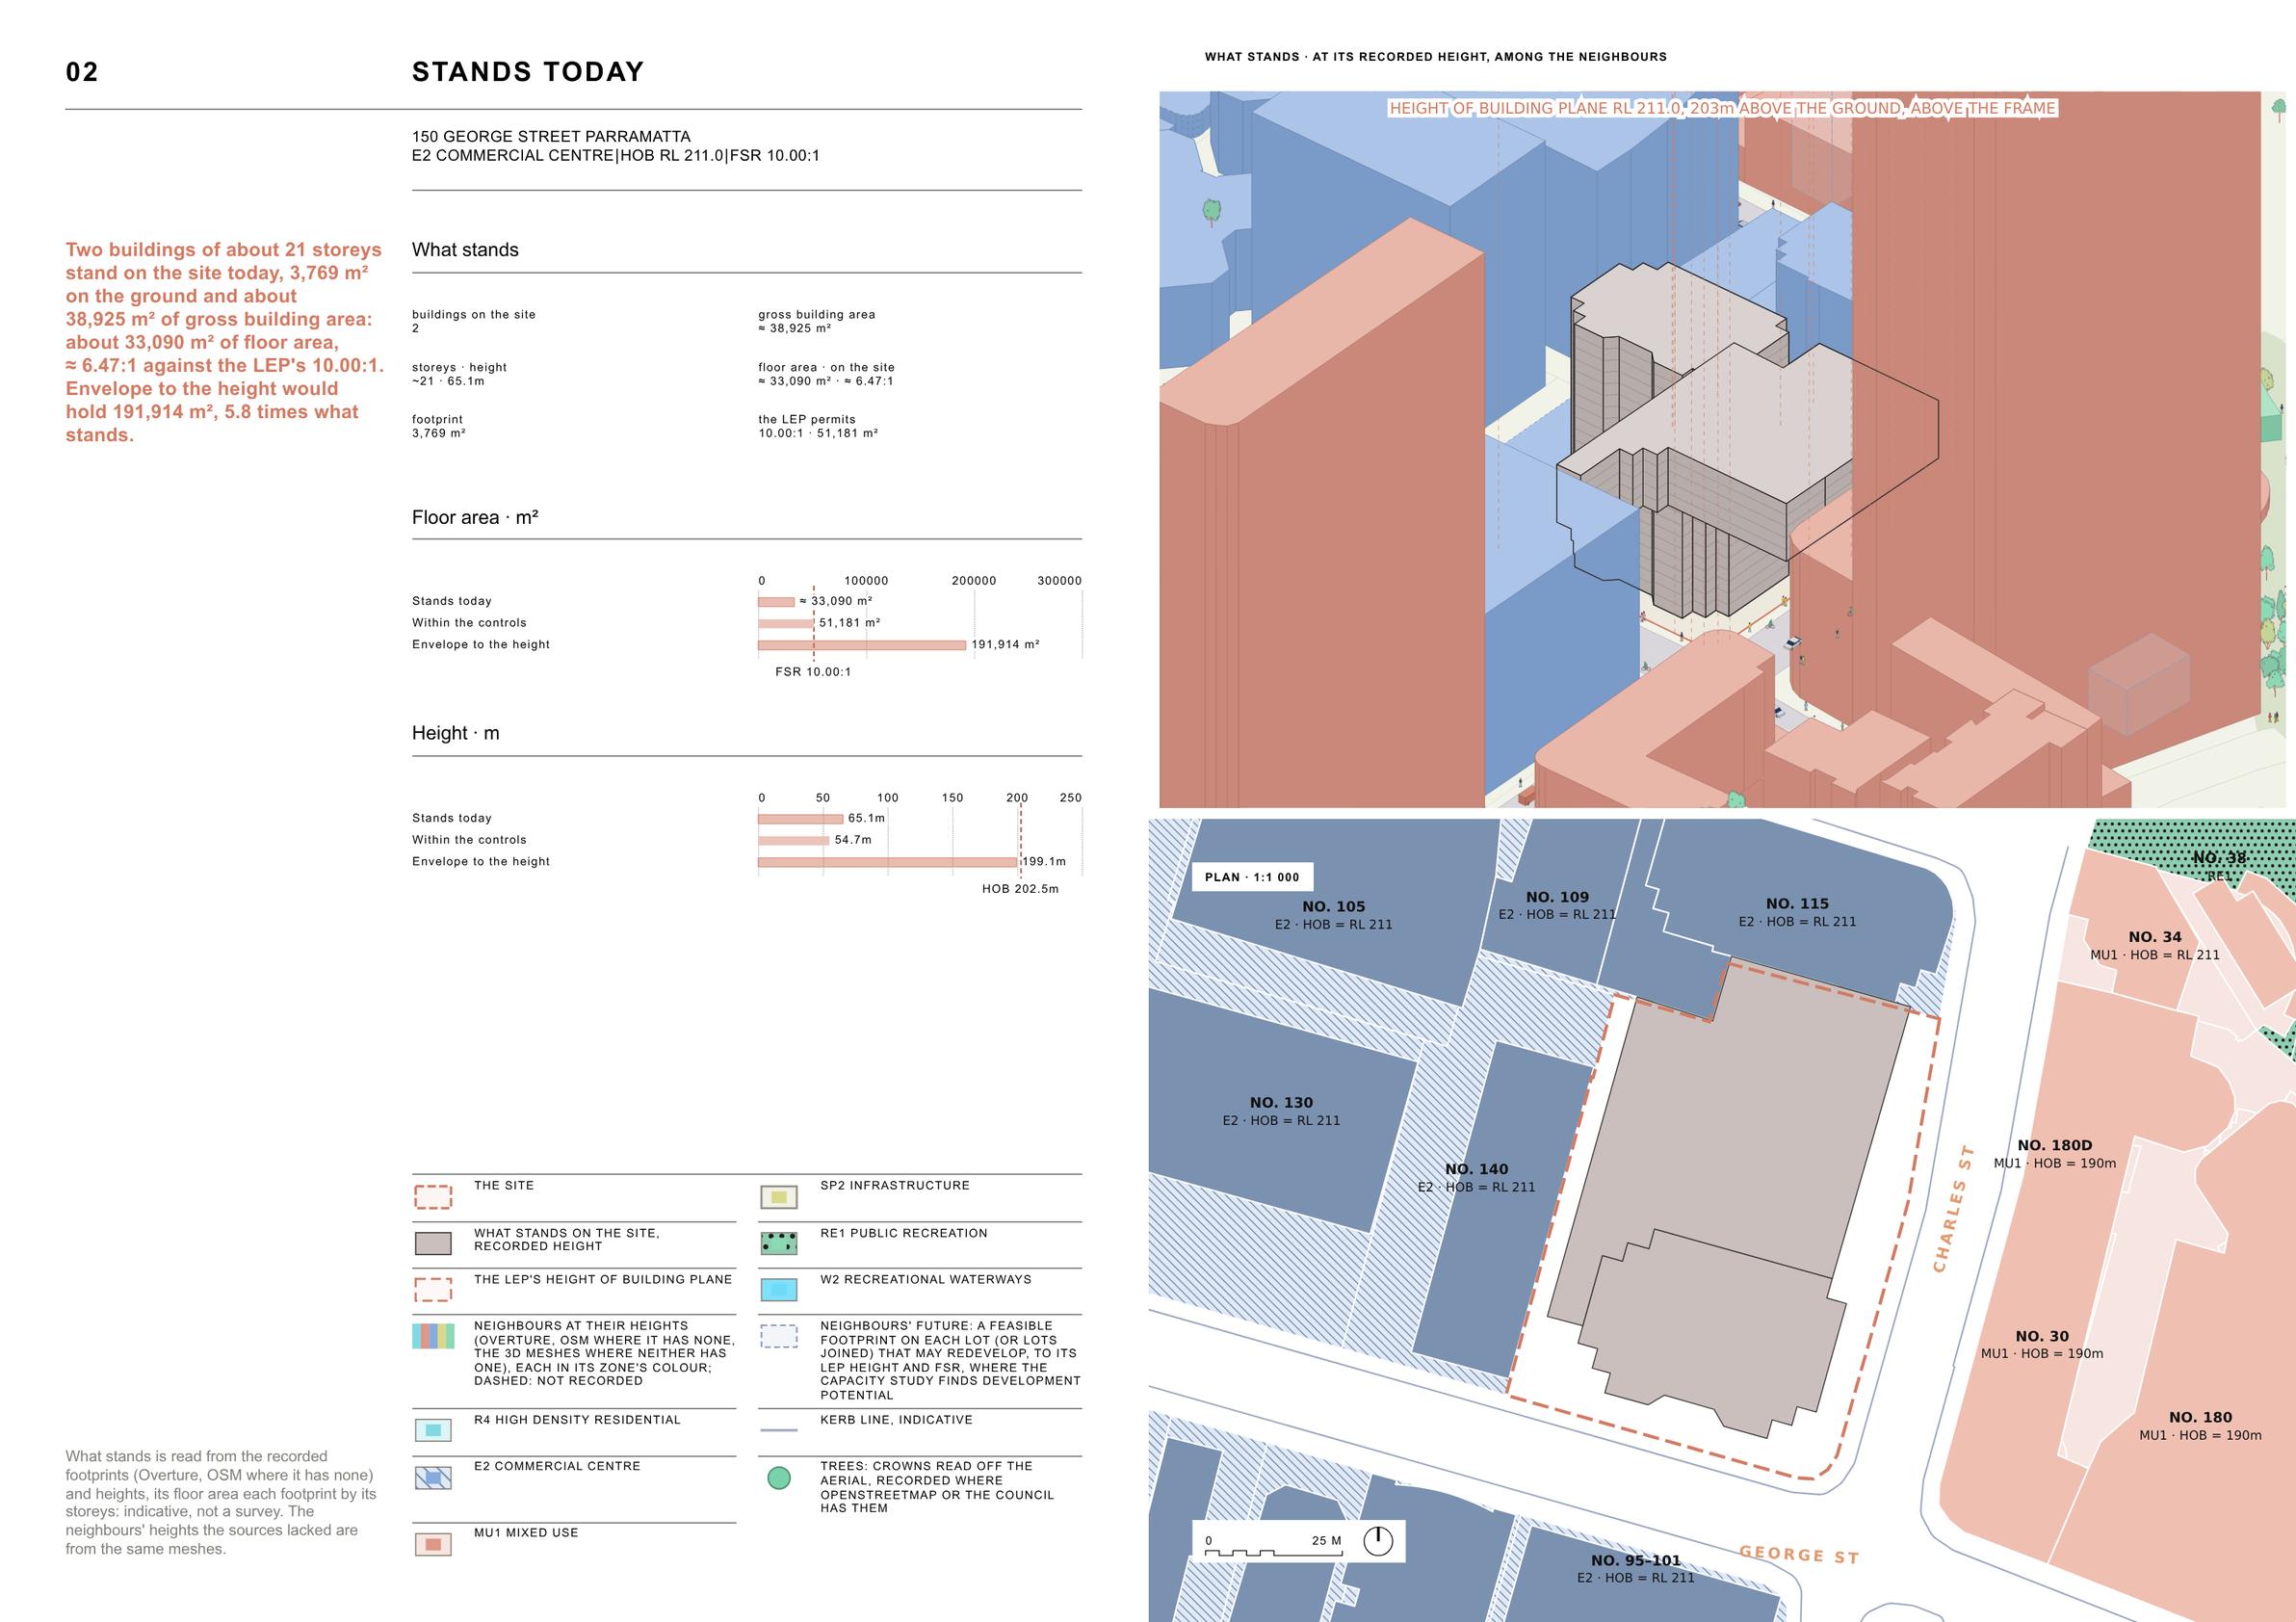 02
STANDS TODAY
150 GEORGE STREET PARRAMATTA
E2 COMMERCIAL CENTRE|HOB RL 211.0|FSR 10.00:1
Two buildings of about 21 storeys
stand on the site today, 3,769 m²
on the ground and about
38,925 m² of gross building area:
about 33,090 m² of floor area,
≈ 6.47:1 against the LEP's 10.00:1.
Envelope to the height would
hold 191,914 m², 5.8 times what
stands.
What stands
buildings on the site
2
gross building area
≈ 38,925 m²
storeys · height
~21 · 65.1m
floor area · on the site
≈ 33,090 m² · ≈ 6.47:1
footprint
3,769 m²
the LEP permits
10.00:1 · 51,181 m²
Floor area · m²
0 100000 200000 300000
Stands today ≈ 33,090 m²
Within the controls 51,181 m²
Envelope to the height 191,914 m²
FSR 10.00:1
Height · m
0 50 100 150 200 250
Stands today 65.1m
Within the controls 54.7m
Envelope to the height 199.1m
HOB 202.5m
THE SITE
WHAT STANDS ON THE SITE,
RECORDED HEIGHT
THE LEP'S HEIGHT OF BUILDING PLANE
NEIGHBOURS AT THEIR HEIGHTS
(OVERTURE, OSM WHERE IT HAS NONE,
THE 3D MESHES WHERE NEITHER HAS
ONE), EACH IN ITS ZONE'S COLOUR;
DASHED: NOT RECORDED
R4 HIGH DENSITY RESIDENTIAL
E2 COMMERCIAL CENTRE
MU1 MIXED USE
SP2 INFRASTRUCTURE
RE1 PUBLIC RECREATION
W2 RECREATIONAL WATERWAYS
NEIGHBOURS' FUTURE: A FEASIBLE
FOOTPRINT ON EACH LOT (OR LOTS
JOINED) THAT MAY REDEVELOP, TO ITS
LEP HEIGHT AND FSR, WHERE THE
CAPACITY STUDY FINDS DEVELOPMENT
POTENTIAL
KERB LINE, INDICATIVE
TREES: CROWNS READ OFF THE
AERIAL, RECORDED WHERE
OPENSTREETMAP OR THE COUNCIL
HAS THEM
What stands is read from the recorded
footprints (Overture, OSM where it has none)
and heights, its floor area each footprint by its
storeys: indicative, not a survey. The
neighbours' heights the sources lacked are
from the same meshes.
WHAT STANDS · AT ITS RECORDED HEIGHT, AMONG THE NEIGHBOURS
HEIGHT OF BUILDING PLANE RL 211.0, 203m ABOVE THE GROUND, ABOVE THE FRAME
PLAN · 1:1 000
NO. 38
RE1
NO. 105
E2 · HOB = RL 211
NO. 109
E2 · HOB = RL 211
NO. 115
E2 · HOB = RL 211
NO. 34
MU1 · HOB = RL 211
NO. 130
E2 · HOB = RL 211
NO. 140
E2 · HOB = RL 211
NO. 180D
MU1 · HOB = 190m
CHARLES ST
NO. 30
MU1 · HOB = 190m
NO. 180
MU1 · HOB = 190m
0 25 M
GEORGE ST
NO. 95–101
E2 · HOB = RL 211